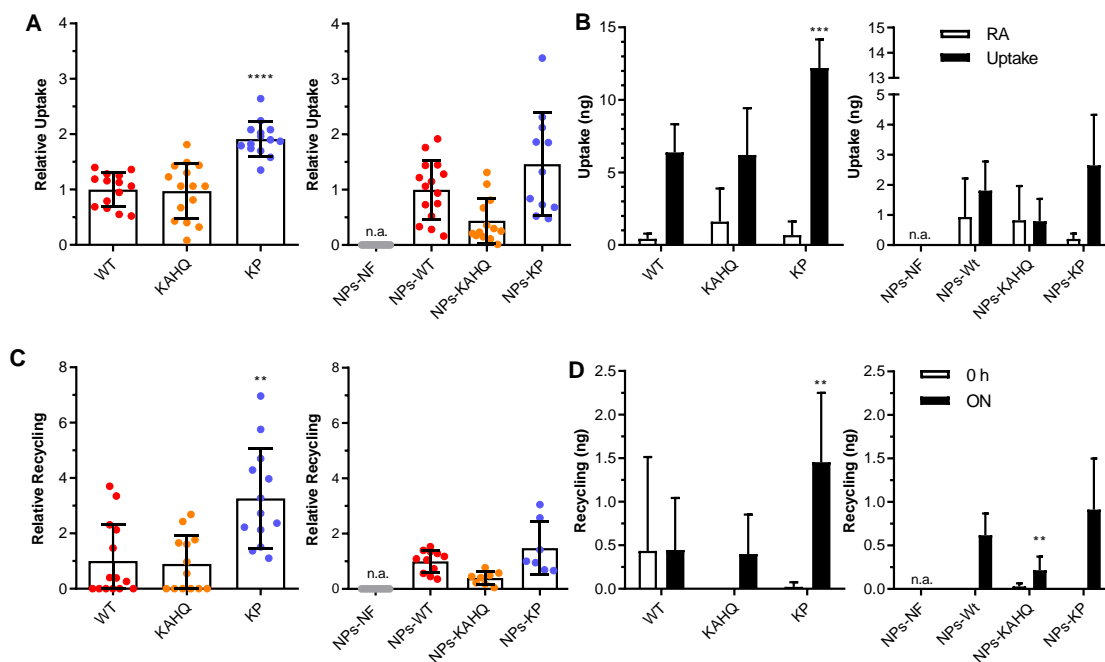 A
Relative Uptake
4
3
2
1
0
****
WT
KAHQ
KP
Relative Uptake
4
3
2
1
0
n.a.
NPs-NF
NPs-WT
NPs-KAHQ
NPs-KP
B
Uptake (ng)
15
10
5
0
***
WT
KAHQ
KP
Uptake (ng)
15
14
13
5
4
3
2
1
0
RA
Uptake
n.a.
NPs-NF
NPs-Wt
NPs-KAHQ
NPs-KP
C
Relative Recycling
8
6
4
2
0
**
WT
KAHQ
KP
Relative Recycling
8
6
4
2
0
n.a.
NPs-NF
NPs-WT
NPs-KAHQ
NPs-KP
D
Recycling (ng)
2.5
2.0
1.5
1.0
0.5
0.0
**
WT
KAHQ
KP
Recycling (ng)
2.5
2.0
1.5
1.0
0.5
0.0
0 h
ON
n.a.
**
NPs-NF
NPs-Wt
NPs-KAHQ
NPs-KP